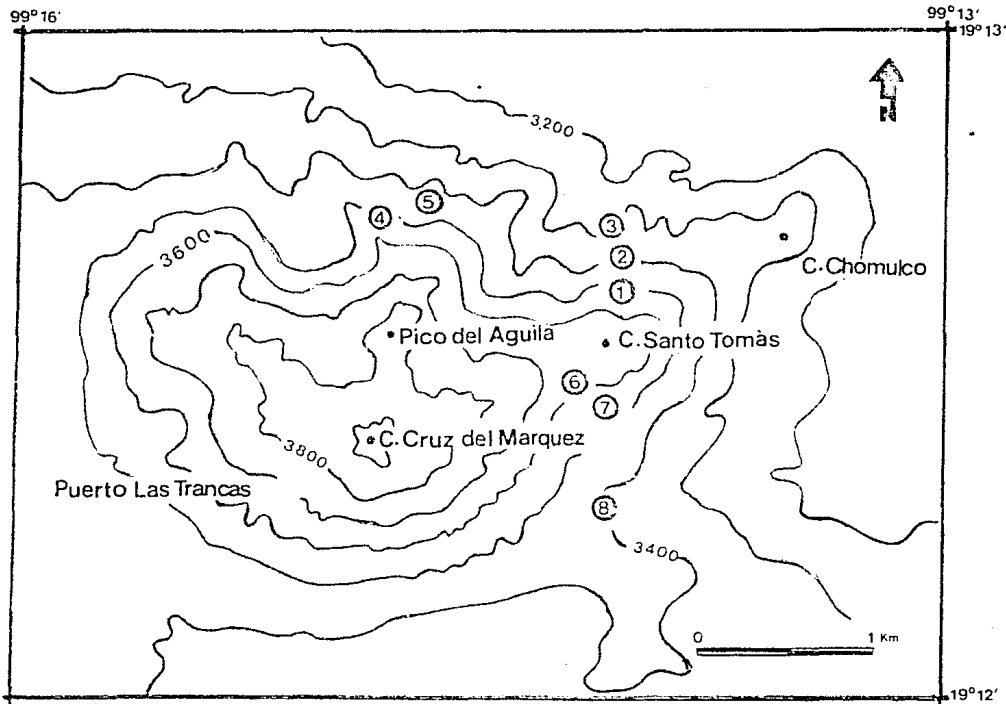 99°16' 99°13'
19°13'
N
3200
5
4
3
2
3600
C.Chomulco
1
Pico del Aguila
C.Santo Tomàs
6
7
C.Cruz del Marquez
3800
Puerto Las Trancas
8
3400
0 1 Km
19°12'